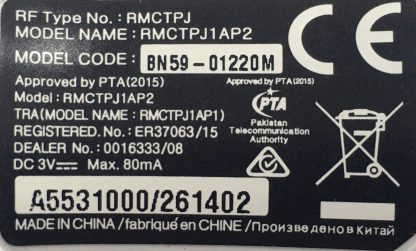 RF Type No.: RMCTPJ
MODEL NAME: RMCTPJ1AP2
MODEL CODE: BN59-01220M
CE
Approved by PTA(2015)
Approved by PTA(2015)
Model: RMCTPJ1AP2
TRA(MODEL NAME: RMCTPJ1AP1)
REGISTERED. No.: ER37063/15
DEALER No.: 0016333/08
DC 3V Max. 80mA
PTA
Pakistan
Telecommunication
Authority
A5531000/261402
MADE IN CHINA / fabriqué en CHINE / Произведено в Китай